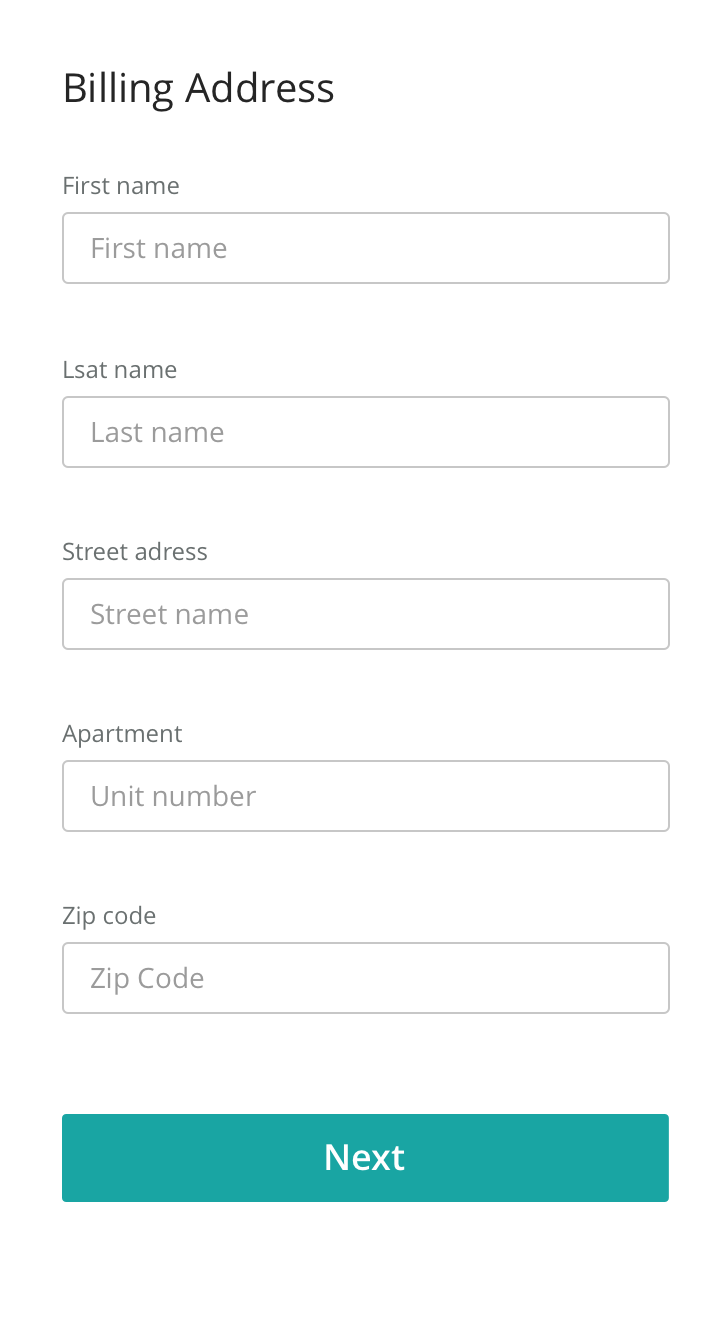 Billing Address
First name
First name
Lsat name
Last name
Street adress
Street name
Apartment
Unit number
Zip code
Zip Code
Next